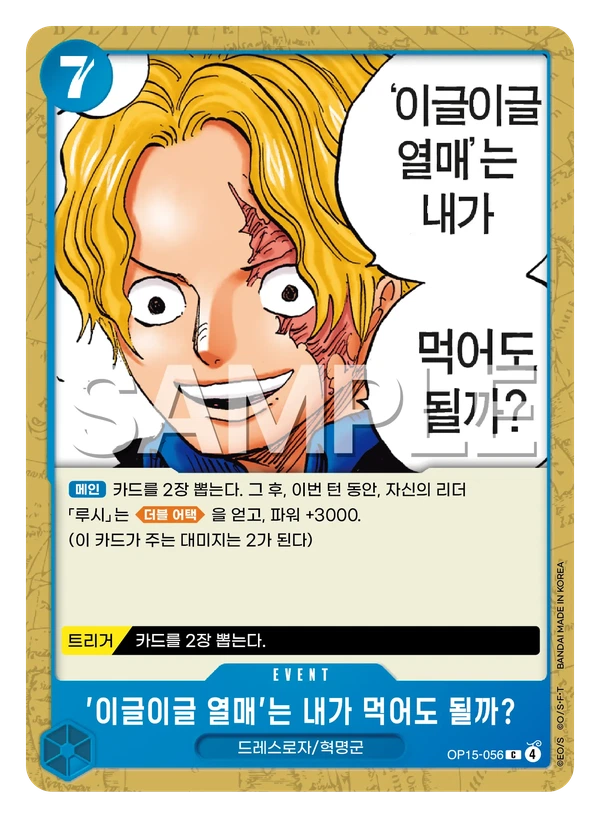 7
'이글이글
열매'는
내가
먹어도
될까?
SAMPLE
메인 카드를 2장 뽑는다. 그 후, 이번 턴 동안, 자신의 리더
「루시」는 더블 어택 을 얻고, 파워 +3000.
(이 카드가 주는 대미지는 2가 된다)
트리거 카드를 2장 뽑는다.
EVENT
'이글이글 열매'는 내가 먹어도 될까?
드레스로자/혁명군
OP15-056 C 4
©E.O/S. ©O/S·F·T BANDAI MADE IN KOREA